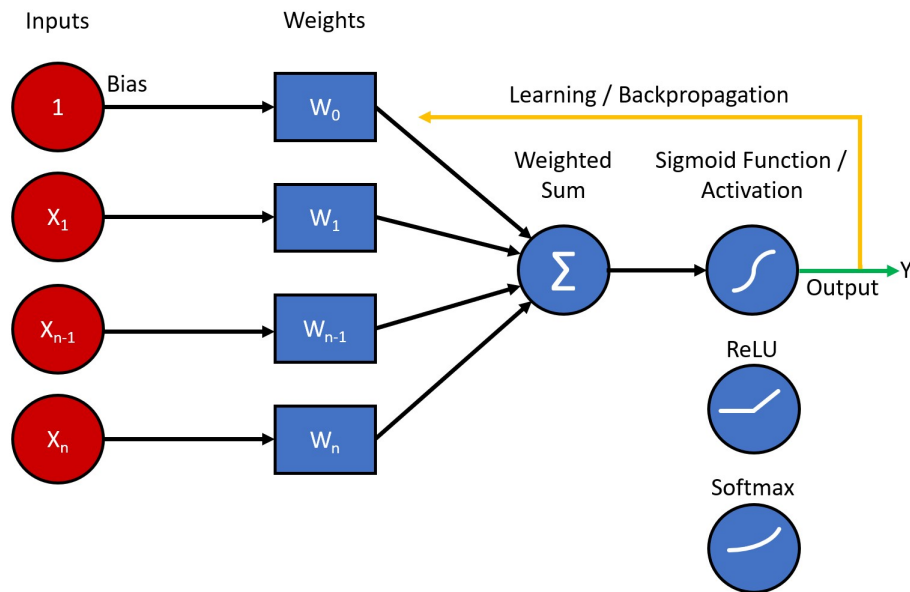 Inputs
Weights
1
Bias
W₀
Learning / Backpropagation
Weighted
Sum
Sigmoid Function /
Activation
X₁
W₁
Σ
Y
Output
Xₙ₋₁
Wₙ₋₁
ReLU
Xₙ
Wₙ
Softmax